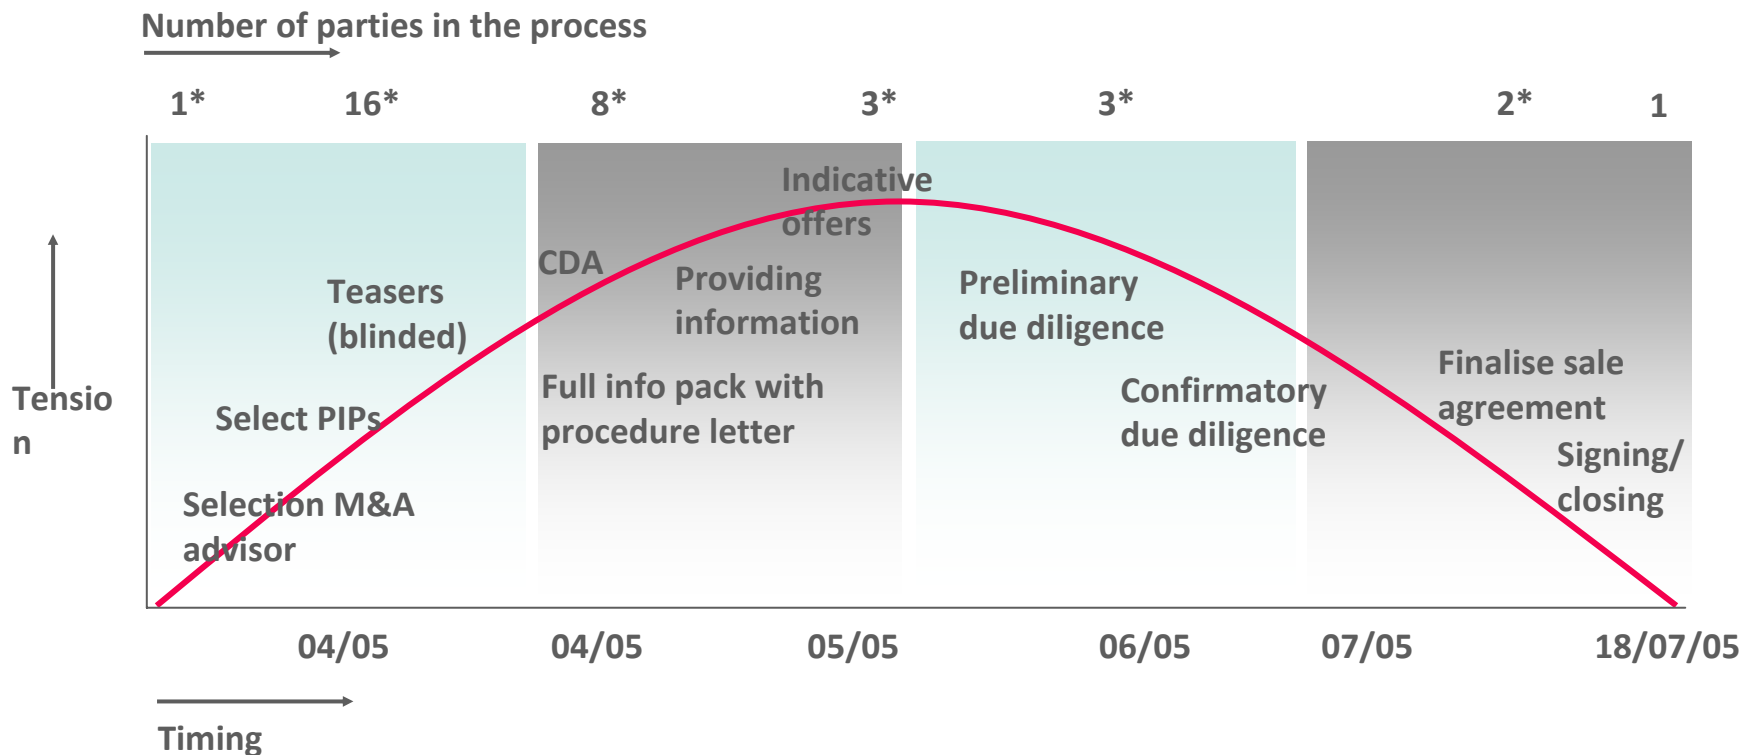 Number of parties in the process
1* 16* 8* 3* 3* 2* 1
Indicative
offers
CDA
Providing
information
Teasers
(blinded)
Preliminary
due diligence
Full info pack with
procedure letter
Finalise sale
agreement
Confirmatory
due diligence
Tensio
n
Select PIPs
Signing/
closing
Selection M&A
advisor
04/05 04/05 05/05 06/05 07/05 18/07/05
Timing